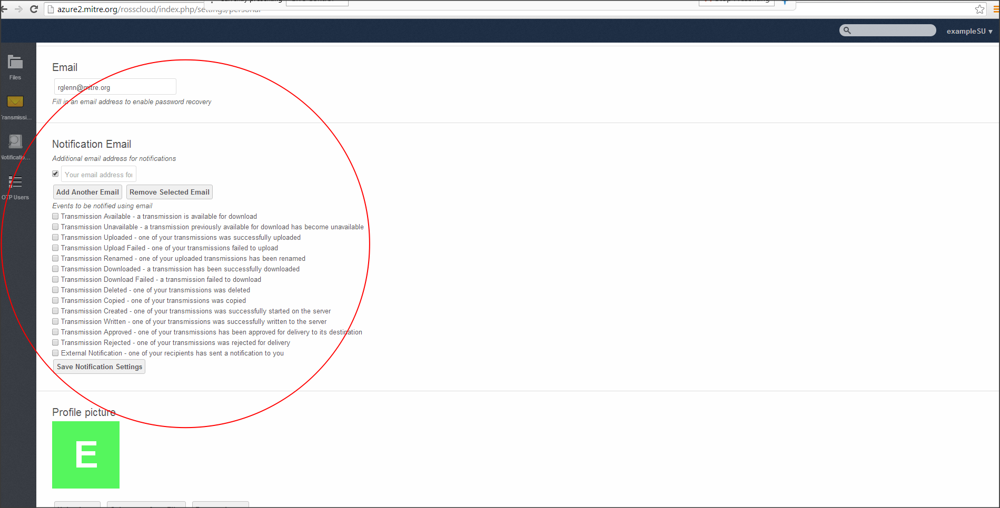 azure2.mitre.org/rosscloud/index.php/settings/personal
exampleSU ▼
Files
Transmissi...
Notificatio...
OTP Users
Email
rglenn@mitre.org
Fill in an email address to enable password recovery
Notification Email
Additional email address for notifications
Your email address for
Add Another Email Remove Selected Email
Events to be notified using email
Transmission Available - a transmission is available for download
Transmission Unavailable - a transmission previously available for download has become unavailable
Transmission Uploaded - one of your transmissions was successfully uploaded
Transmission Upload Failed - one of your transmissions failed to upload
Transmission Renamed - one of your uploaded transmissions has been renamed
Transmission Downloaded - a transmission has been successfully downloaded
Transmission Download Failed - a transmission failed to download
Transmission Deleted - one of your transmissions was deleted
Transmission Copied - one of your transmissions was copied
Transmission Created - one of your transmissions was successfully started on the server
Transmission Written - one of your transmissions was successfully written to the server
Transmission Approved - one of your transmissions has been approved for delivery to its destination
Transmission Rejected - one of your transmissions was rejected for delivery
External Notification - one of your recipients has sent a notification to you
Save Notification Settings
Profile picture
E